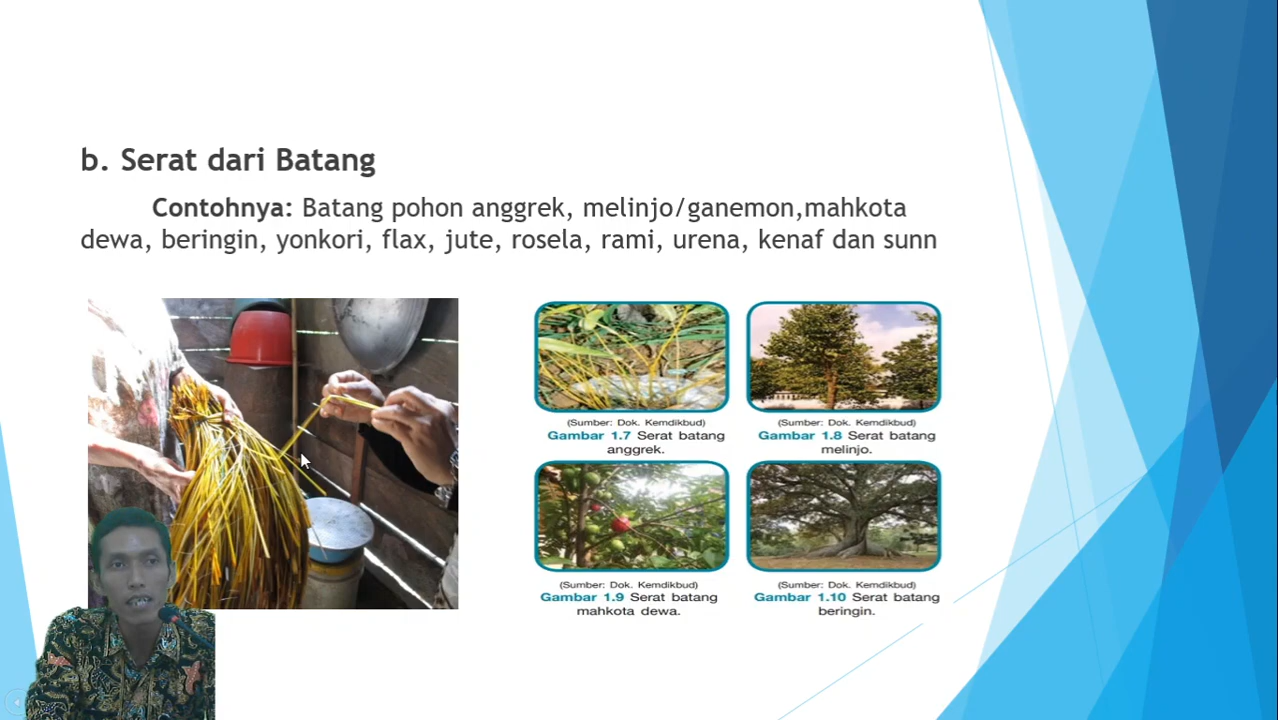 b. Serat dari Batang
Contohnya: Batang pohon anggrek, melinjo/ganemon,mahkota
dewa, beringin, yonkori, flax, jute, rosela, rami, urena, kenaf dan sunn
(Sumber: Dok. Kemdikbud)
Gambar 1.7 Serat batang
anggrek.
(Sumber: Dok. Kemdikbud)
Gambar 1.8 Serat batang
melinjo.
(Sumber: Dok. Kemdikbud)
Gambar 1.9 Serat batang
mahkota dewa.
(Sumber: Dok. Kemdikbud)
Gambar 1.10 Serat batang
beringin.